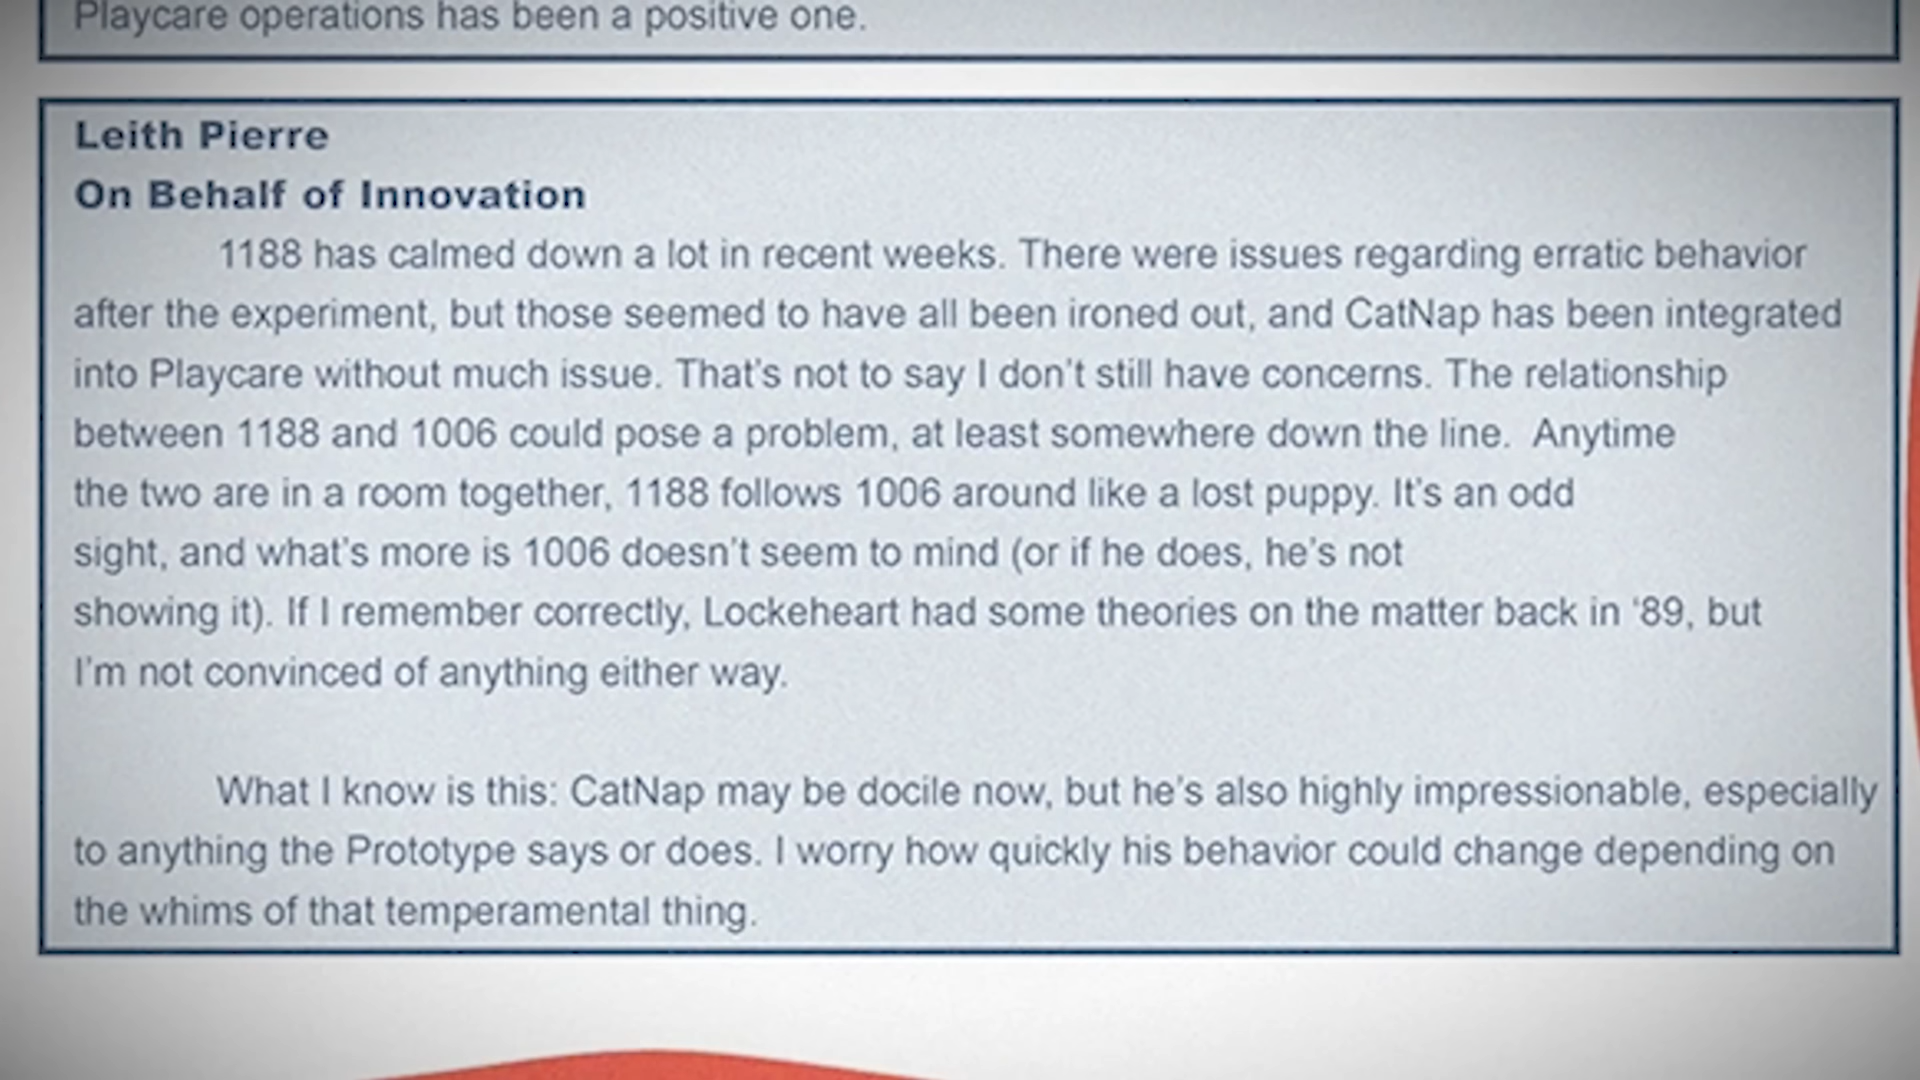 Playcare operations has been a positive one.
Leith Pierre
On Behalf of Innovation
1188 has calmed down a lot in recent weeks. There were issues regarding erratic behavior
after the experiment, but those seemed to have all been ironed out, and CatNap has been integrated
into Playcare without much issue. That's not to say I don't still have concerns. The relationship
between 1188 and 1006 could pose a problem, at least somewhere down the line.  Anytime
the two are in a room together, 1188 follows 1006 around like a lost puppy. It's an odd
sight, and what's more is 1006 doesn't seem to mind (or if he does, he's not
showing it). If I remember correctly, Lockeheart had some theories on the matter back in ‘89, but
I'm not convinced of anything either way.
What I know is this: CatNap may be docile now, but he's also highly impressionable, especially
to anything the Prototype says or does. I worry how quickly his behavior could change depending on
the whims of that temperamental thing.